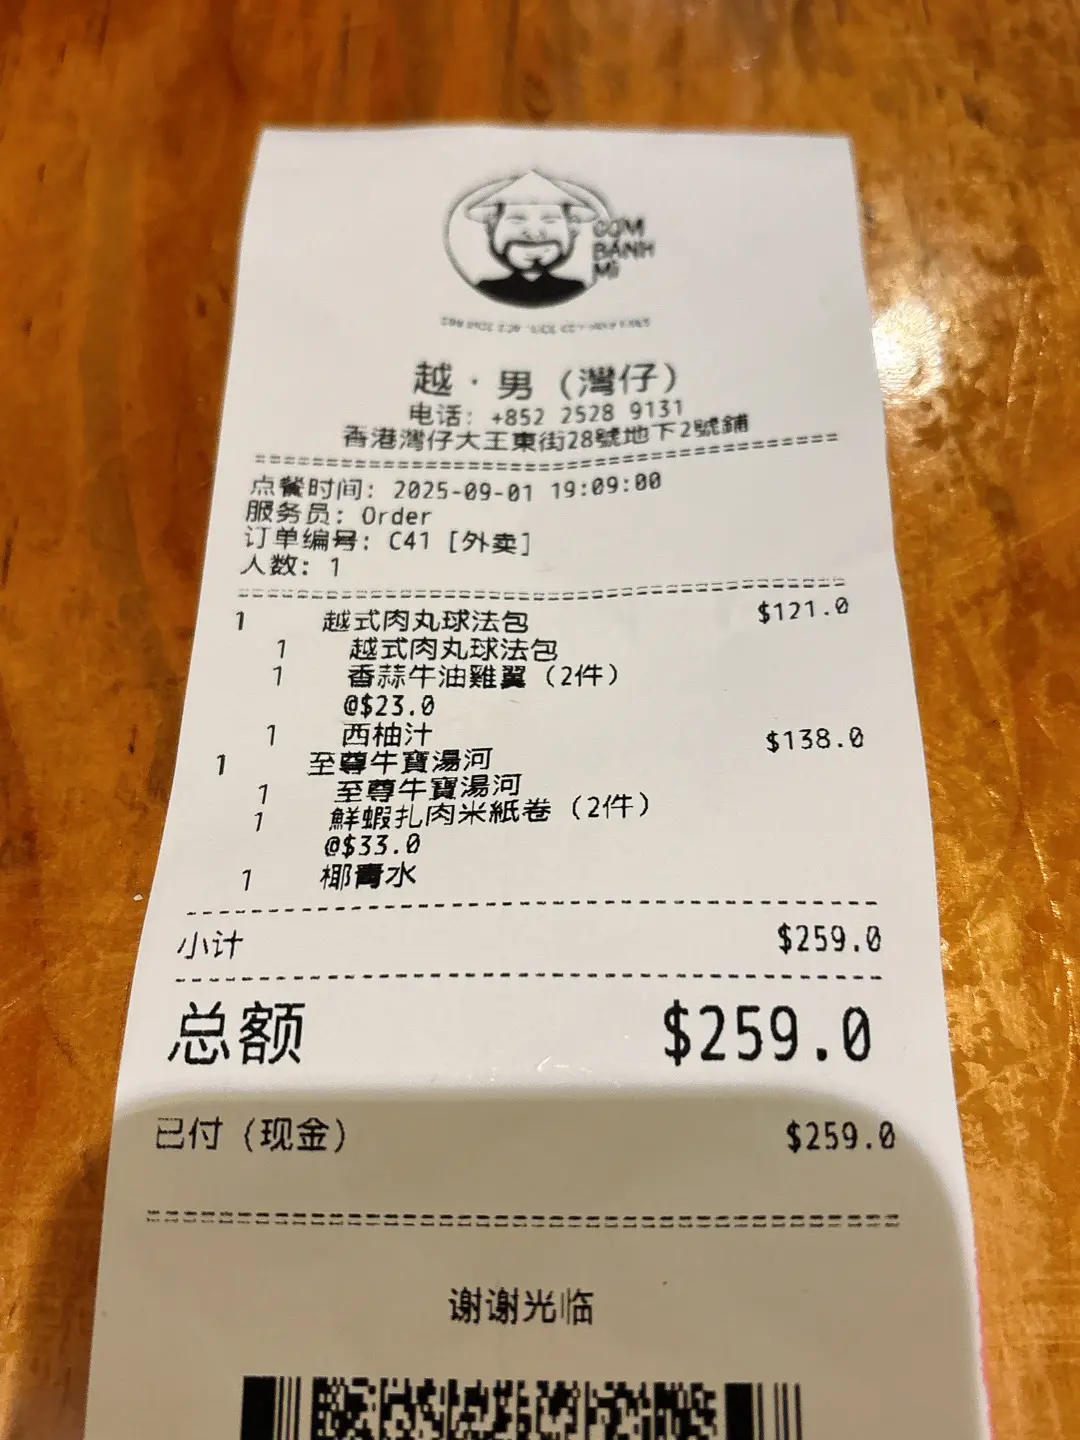 CƠM
BÁNH
MÌ
越·男（灣仔）
电话: +852 2528 9131
香港灣仔大王東街28號地下2號鋪
点餐时间: 2025-09-01 19:09:00
服务员: Order
订单编号: C41 [外卖]
人数: 1
1 越式肉丸球法包 $121.0
1 越式肉丸球法包
1 香蒜牛油雞翼（2件）
@$23.0
1 西柚汁
1 至尊牛寶湯河 $138.0
1 至尊牛寶湯河
1 鮮蝦扎肉米紙卷（2件）
@$33.0
1 椰青水
小计 $259.0
总额 $259.0
已付（现金） $259.0
谢谢光临